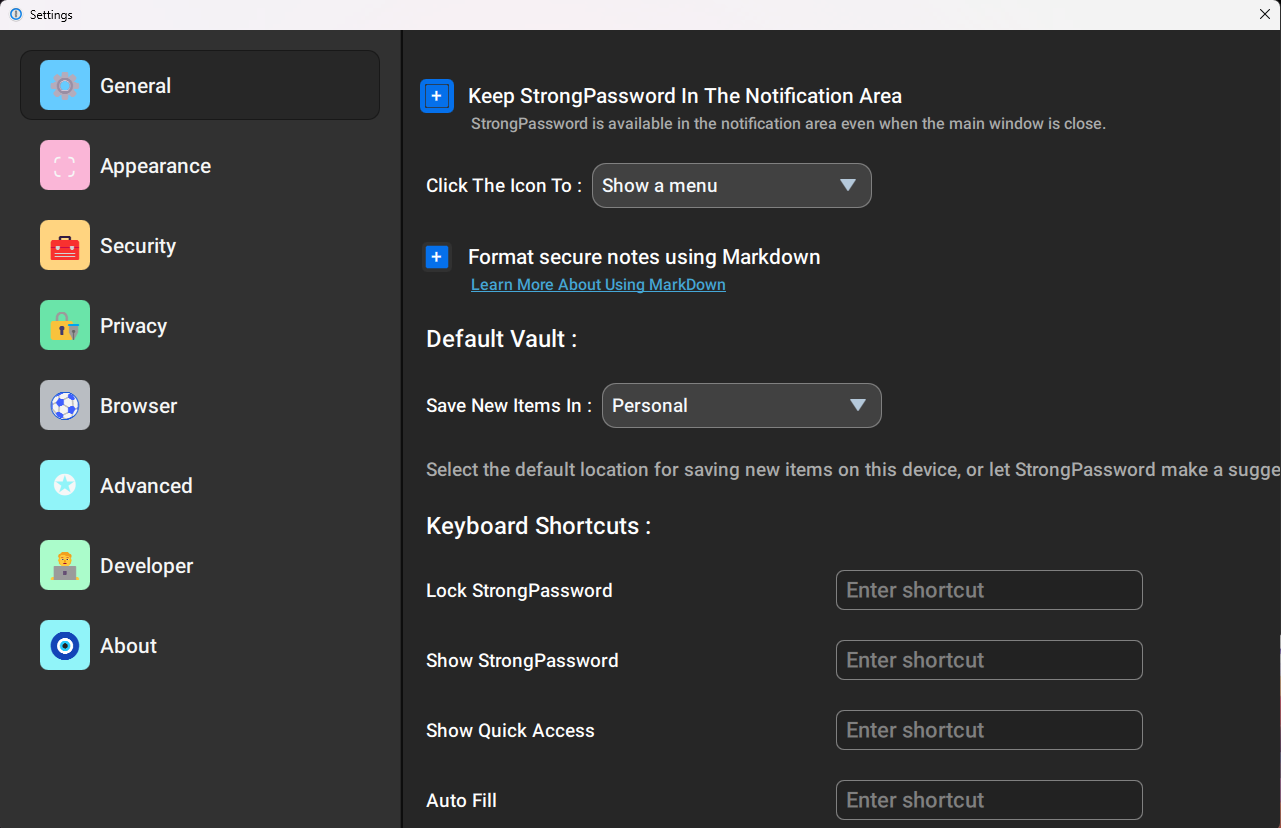 Settings
General
Appearance
Security
Privacy
Browser
Advanced
Developer
About
Keep StrongPassword In The Notification Area
StrongPassword is available in the notification area even when the main window is close.
Click The Icon To : Show a menu
Format secure notes using Markdown
Learn More About Using MarkDown
Default Vault :
Save New Items In : Personal
Select the default location for saving new items on this device, or let StrongPassword make a sugge
Keyboard Shortcuts :
Lock StrongPassword Enter shortcut
Show StrongPassword Enter shortcut
Show Quick Access Enter shortcut
Auto Fill Enter shortcut